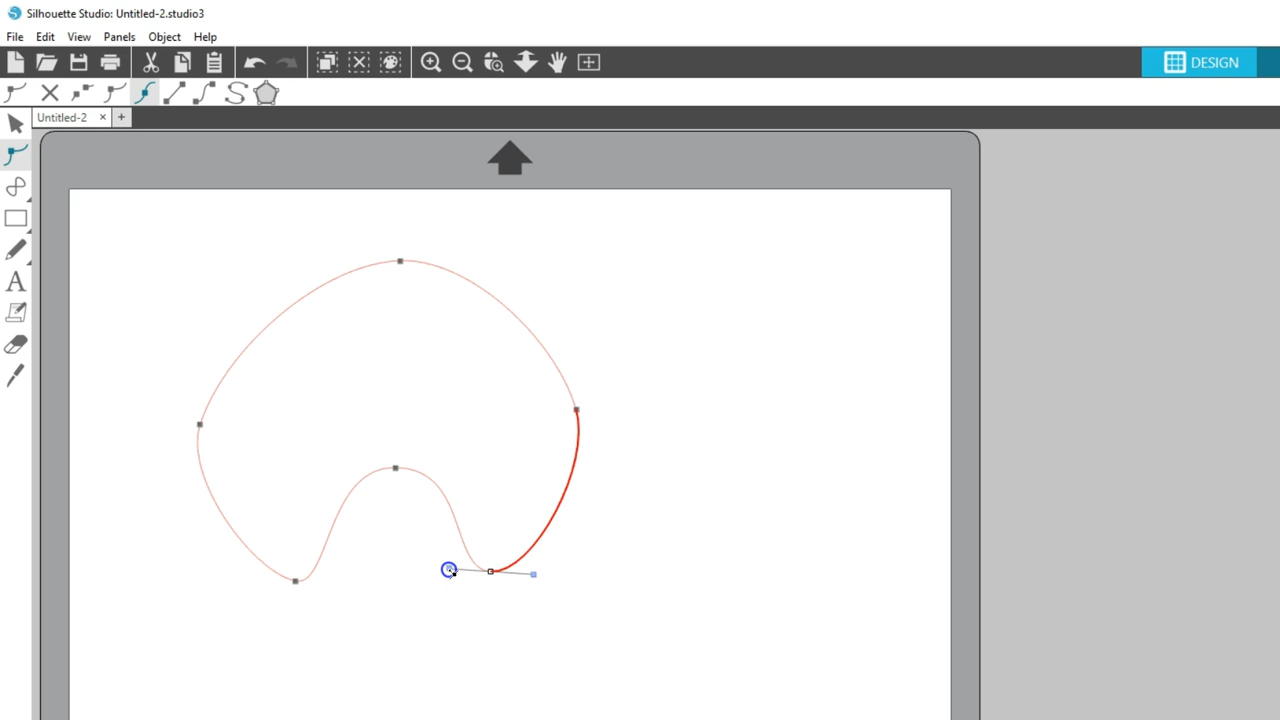 Silhouette Studio: Untitled-2.studio3
File Edit View Panels Object Help
DESIGN
Untitled-2 × +
A